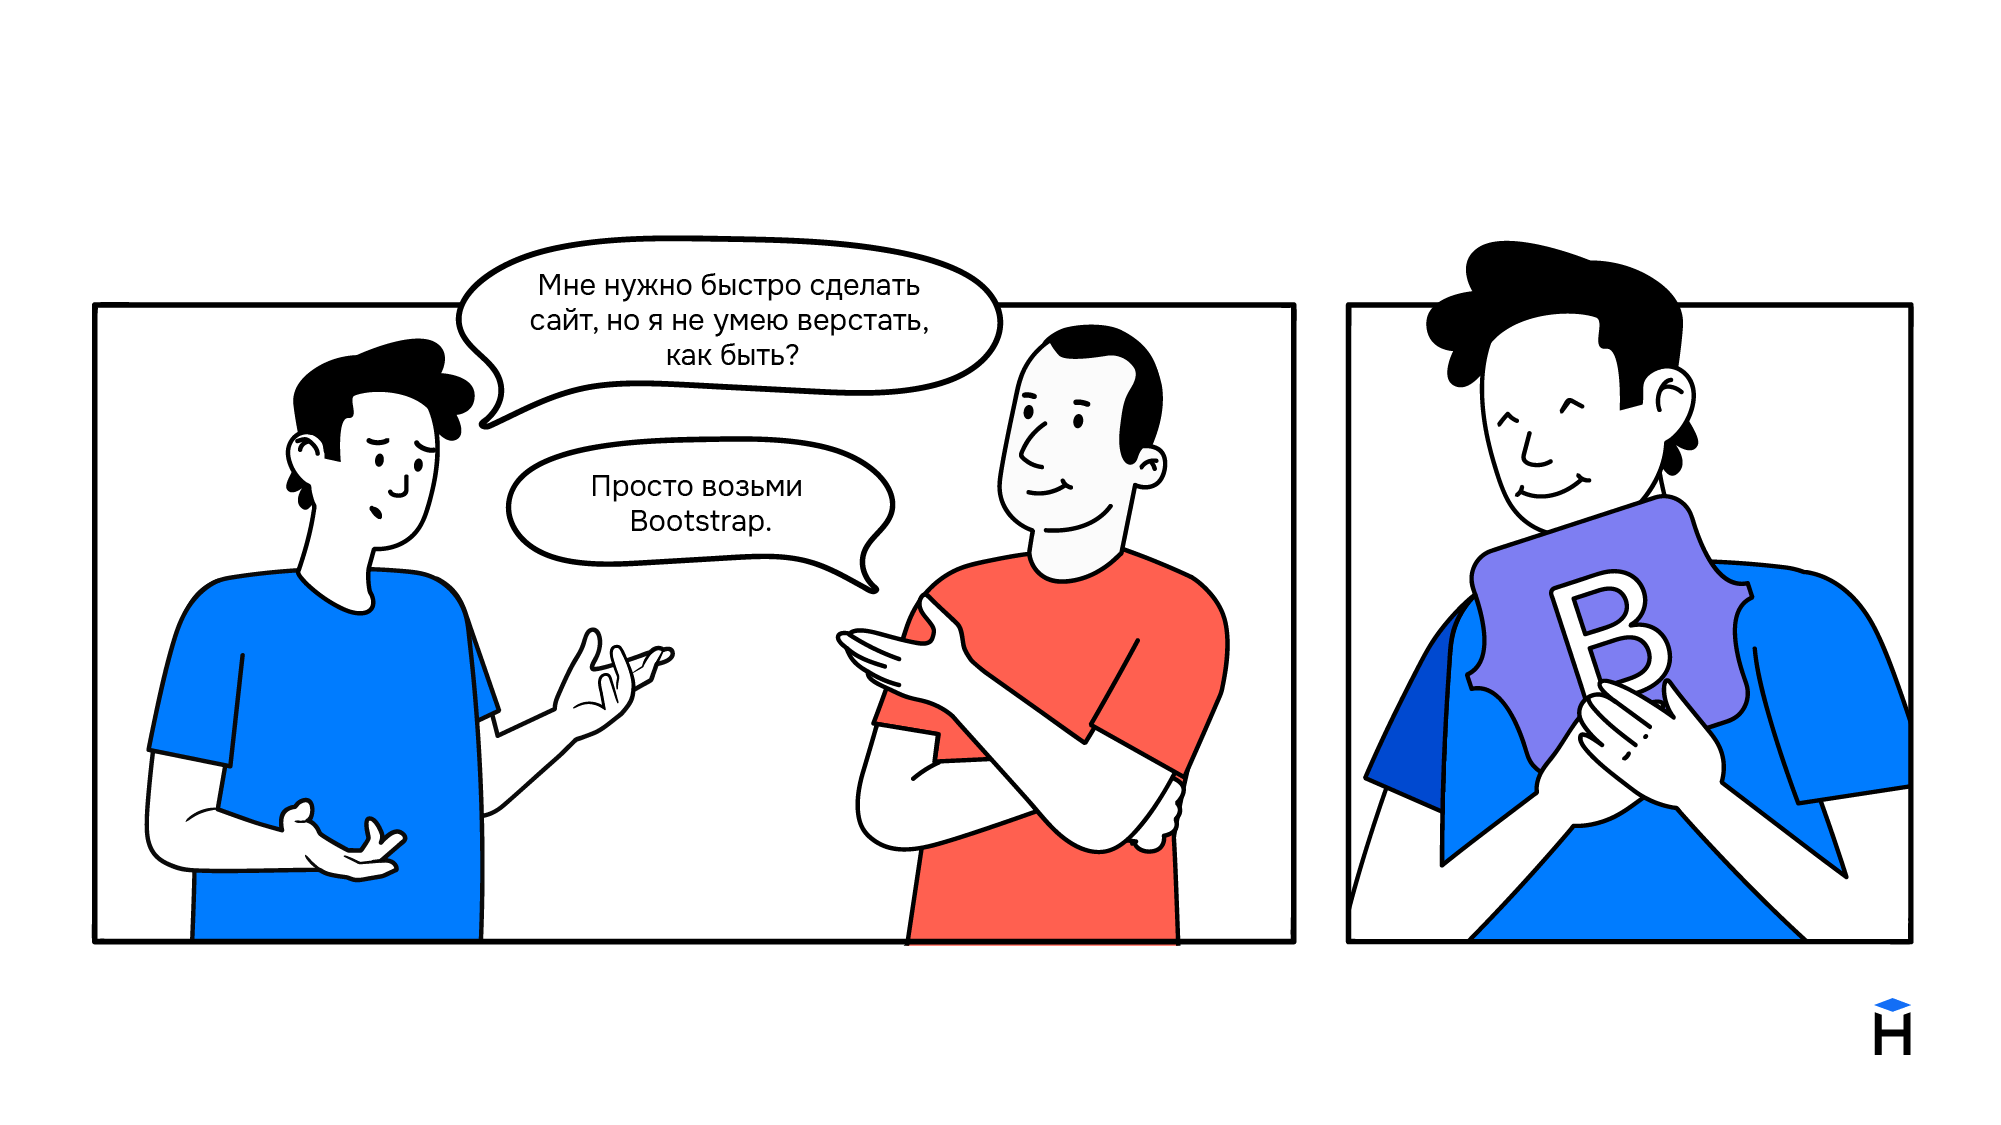 Мне нужно быстро сделать
сайт, но я не умею верстать,
как быть?
Просто возьми
Bootstrap.
B
H